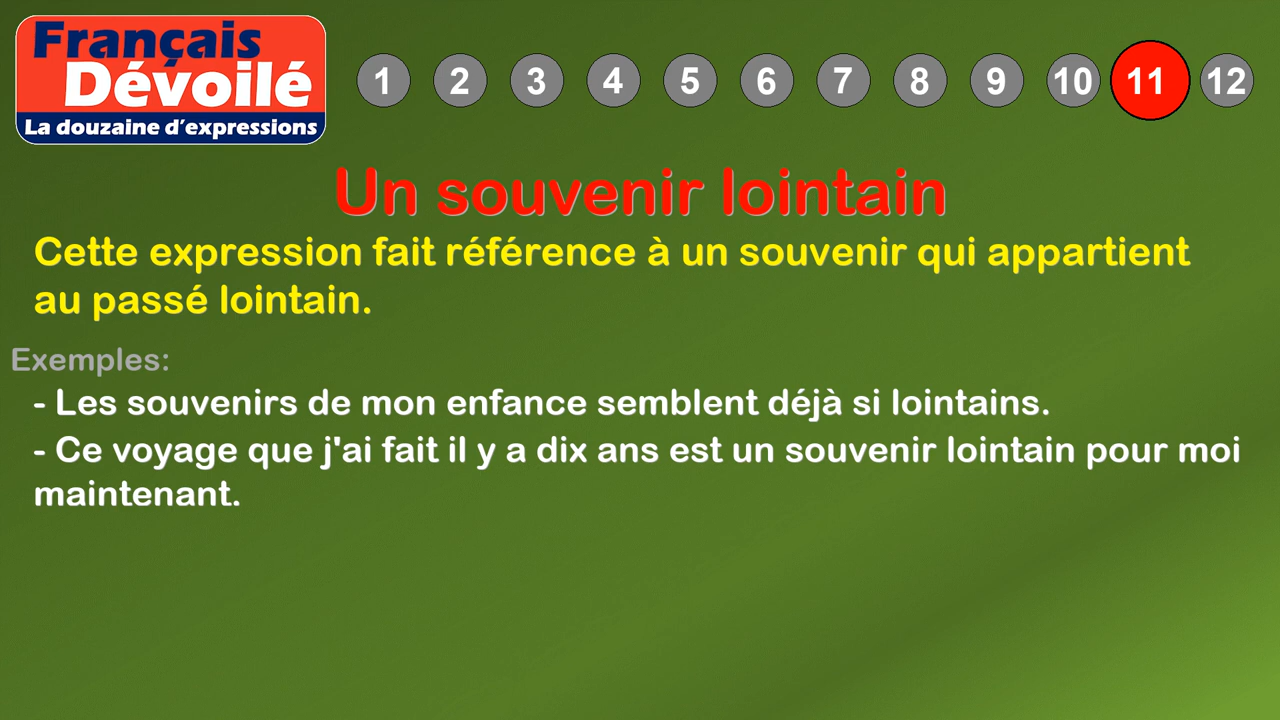 Français
Dévoilé
La douzaine d'expressions
1 2 3 4 5 6 7 8 9 10 11 12
Un souvenir lointain
Cette expression fait référence à un souvenir qui appartient
au passé lointain.
Exemples:
- Les souvenirs de mon enfance semblent déjà si lointains.
- Ce voyage que j'ai fait il y a dix ans est un souvenir lointain pour moi
maintenant.